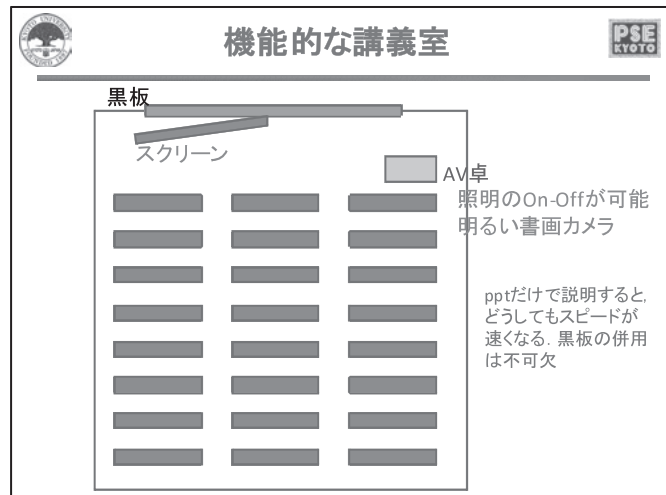 機能的な講義室
PSE
KYOTO
黒板
スクリーン
AV卓
照明のOn-Offが可能
明るい書画カメラ
pptだけで説明すると,
どうしてもスピードが
速くなる. 黒板の併用
は不可欠